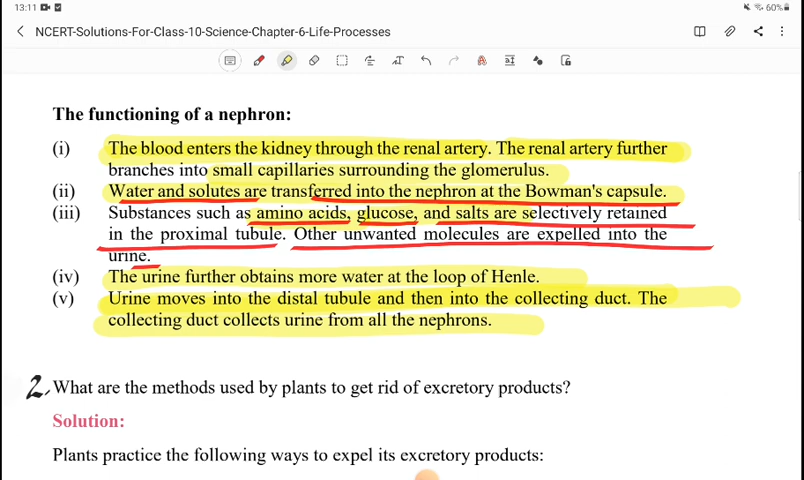 13:11
60%
NCERT-Solutions-For-Class-10-Science-Chapter-6-Life-Processes
The functioning of a nephron:
(i) The blood enters the kidney through the renal artery. The renal artery further
branches into small capillaries surrounding the glomerulus.
(ii) Water and solutes are transferred into the nephron at the Bowman's capsule.
(iii) Substances such as amino acids, glucose, and salts are selectively retained
in the proximal tubule. Other unwanted molecules are expelled into the
urine.
(iv) The urine further obtains more water at the loop of Henle.
(v) Urine moves into the distal tubule and then into the collecting duct. The
collecting duct collects urine from all the nephrons.
2. What are the methods used by plants to get rid of excretory products?
Solution:
Plants practice the following ways to expel its excretory products: